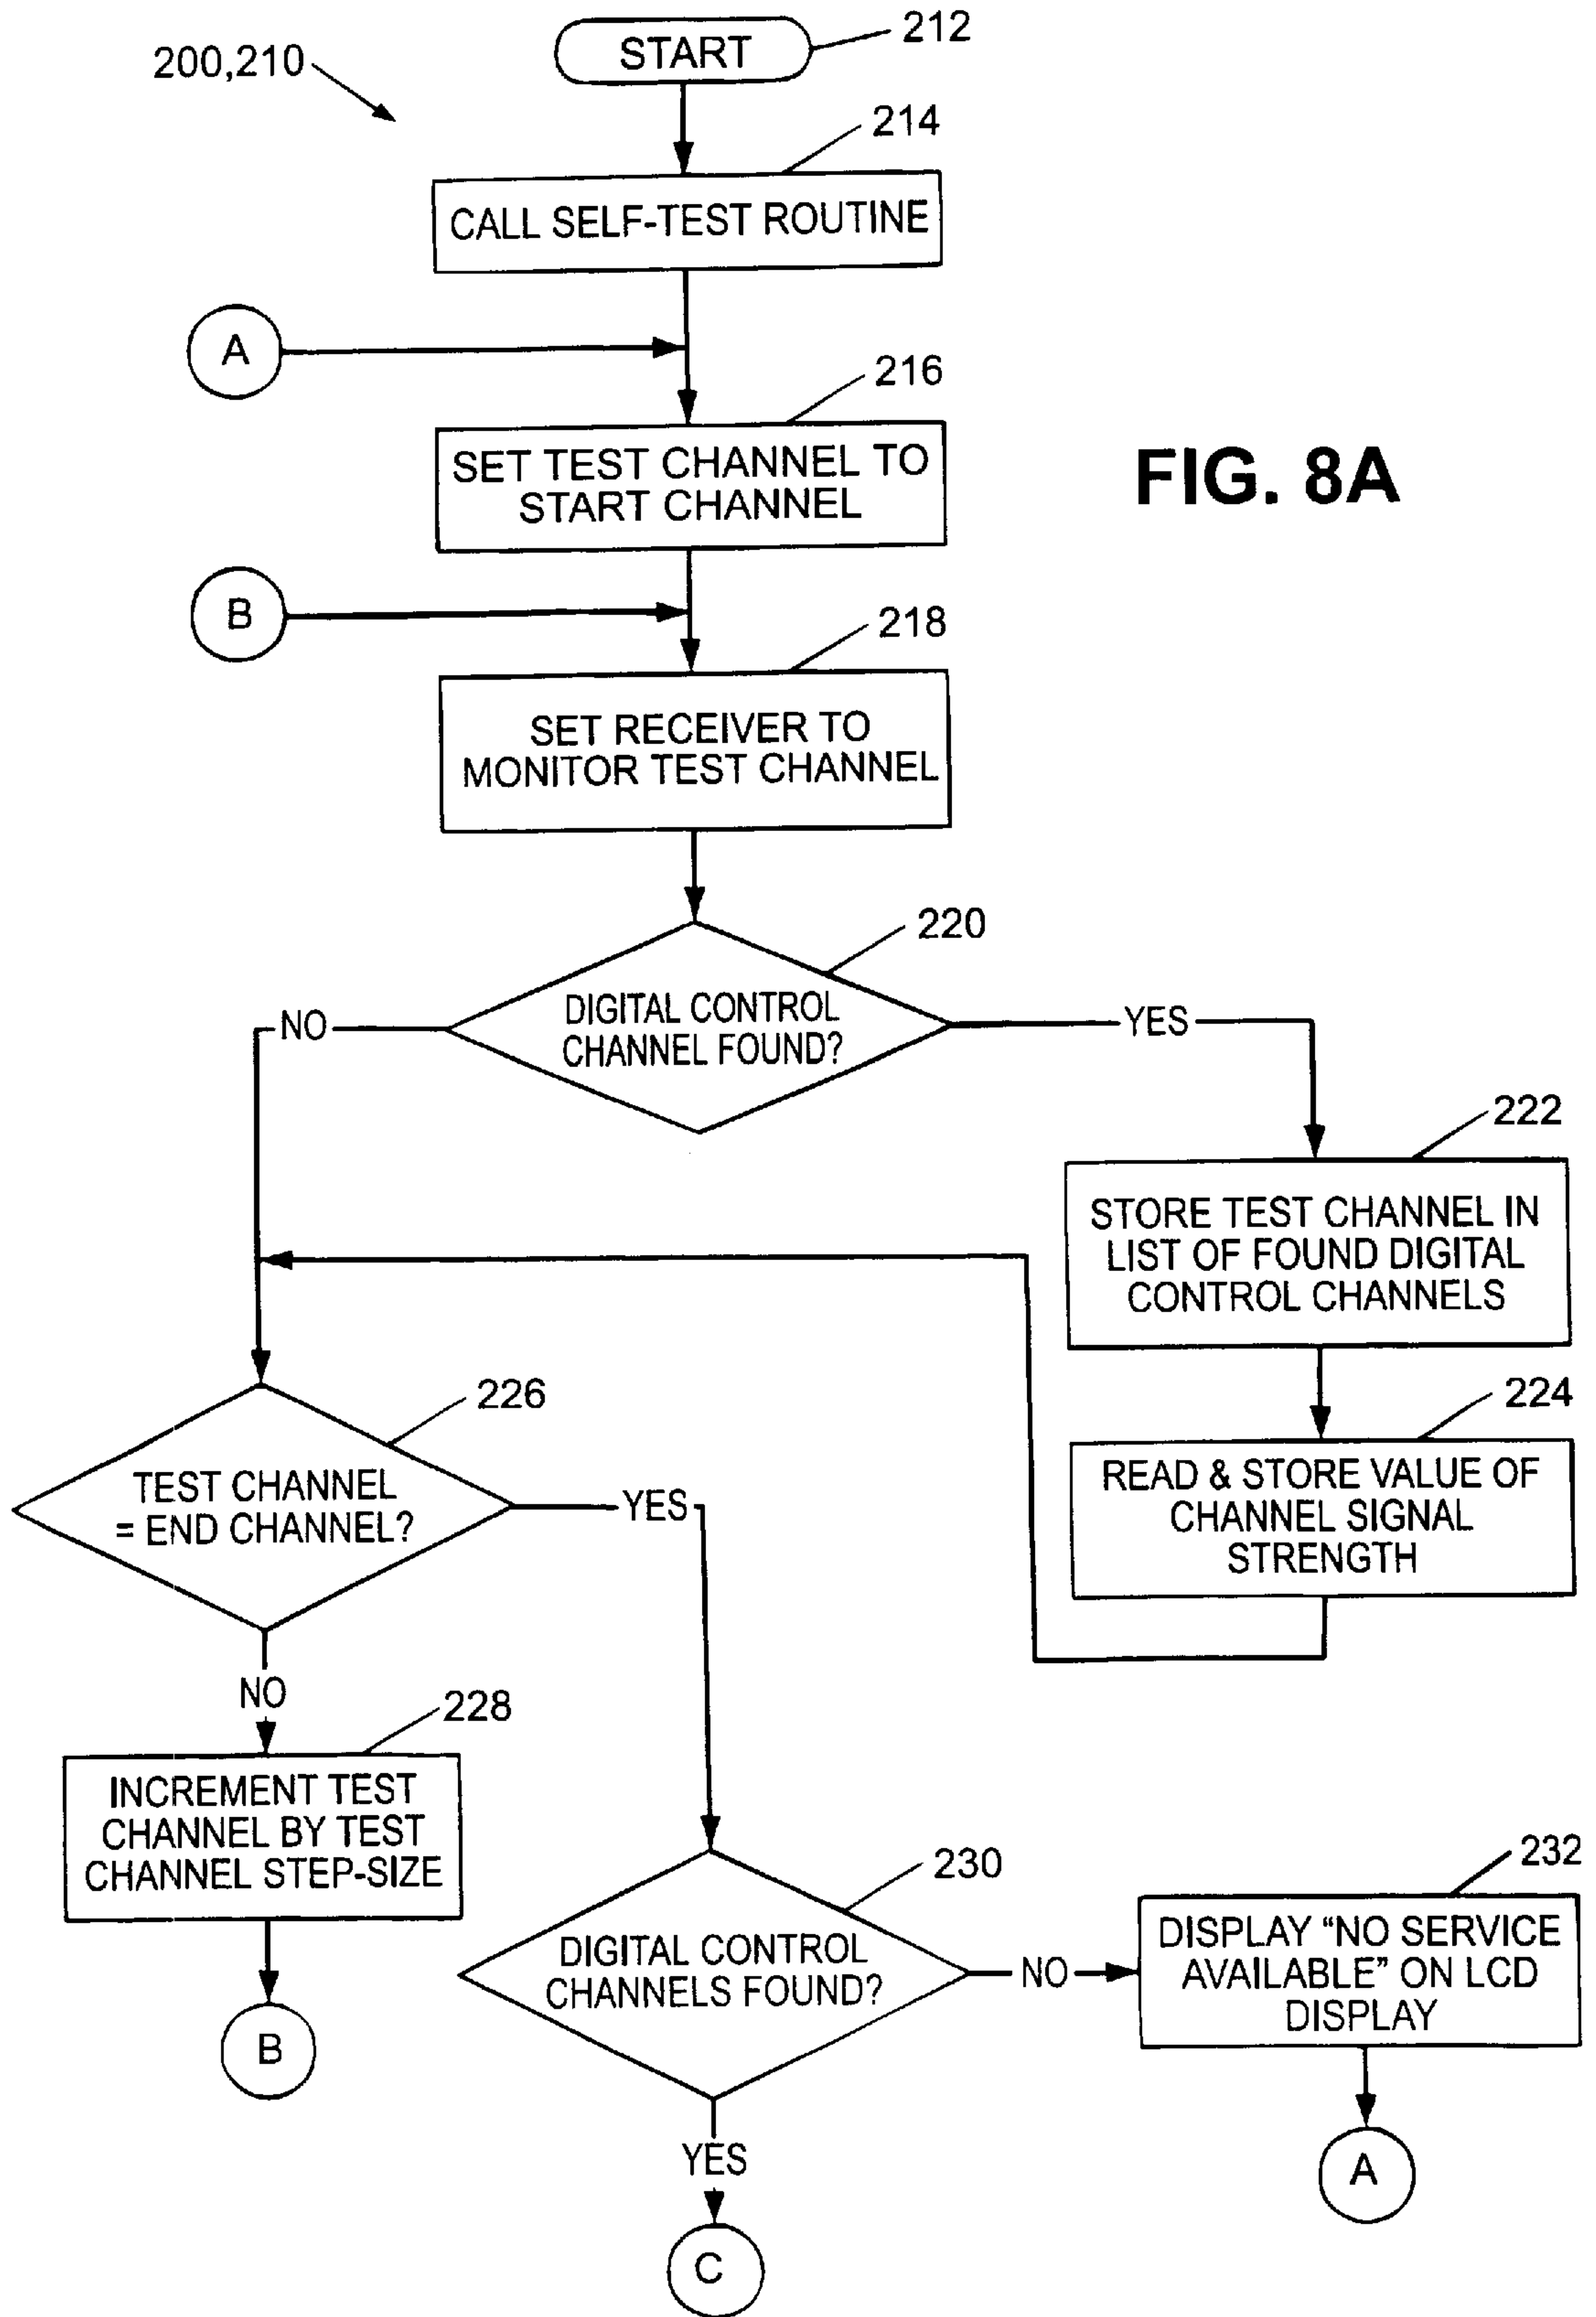 START
212
200,210
214
CALL SELF-TEST ROUTINE
A
216
SET TEST CHANNEL TO
START CHANNEL
FIG. 8A
B
218
SET RECEIVER TO
MONITOR TEST CHANNEL
220
DIGITAL CONTROL
CHANNEL FOUND?
NO
YES
222
STORE TEST CHANNEL IN
LIST OF FOUND DIGITAL
CONTROL CHANNELS
224
READ & STORE VALUE OF
CHANNEL SIGNAL
STRENGTH
226
TEST CHANNEL
= END CHANNEL?
YES
NO
228
INCREMENT TEST
CHANNEL BY TEST
CHANNEL STEP-SIZE
B
230
DIGITAL CONTROL
CHANNELS FOUND?
NO
232
DISPLAY “NO SERVICE
AVAILABLE” ON LCD
DISPLAY
A
YES
C